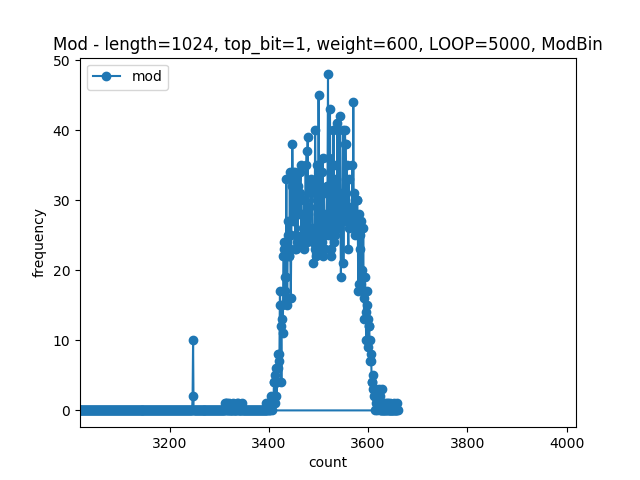 Mod - length=1024, top_bit=1, weight=600, LOOP=5000, ModBin
mod
50
40
30
20
10
0
frequency
3200
3400
3600
3800
4000
count